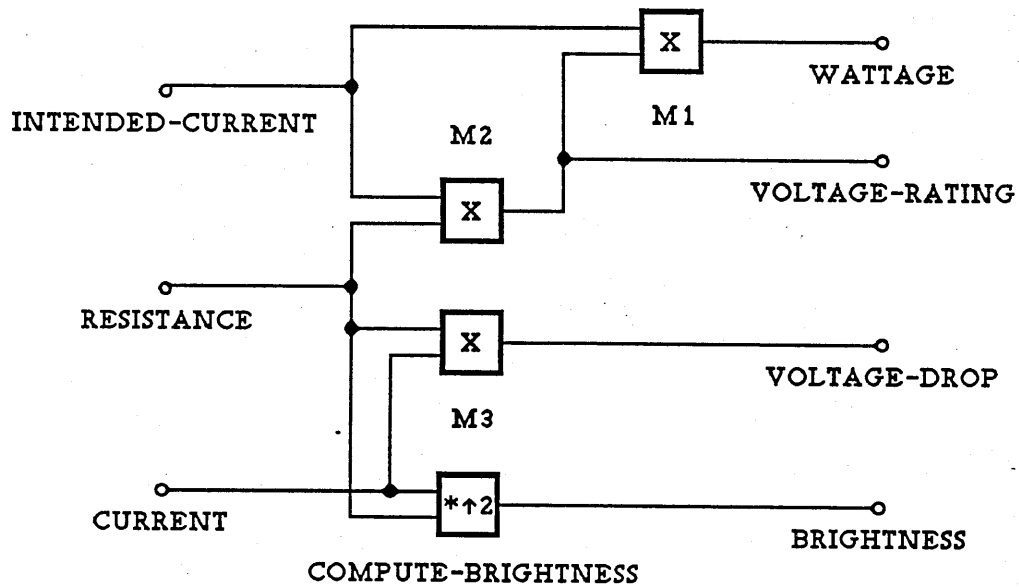 X
WATTAGE
INTENDED-CURRENT
M1
M2
VOLTAGE-RATING
X
RESISTANCE
X
VOLTAGE-DROP
M3
*↑2
CURRENT
BRIGHTNESS
COMPUTE-BRIGHTNESS